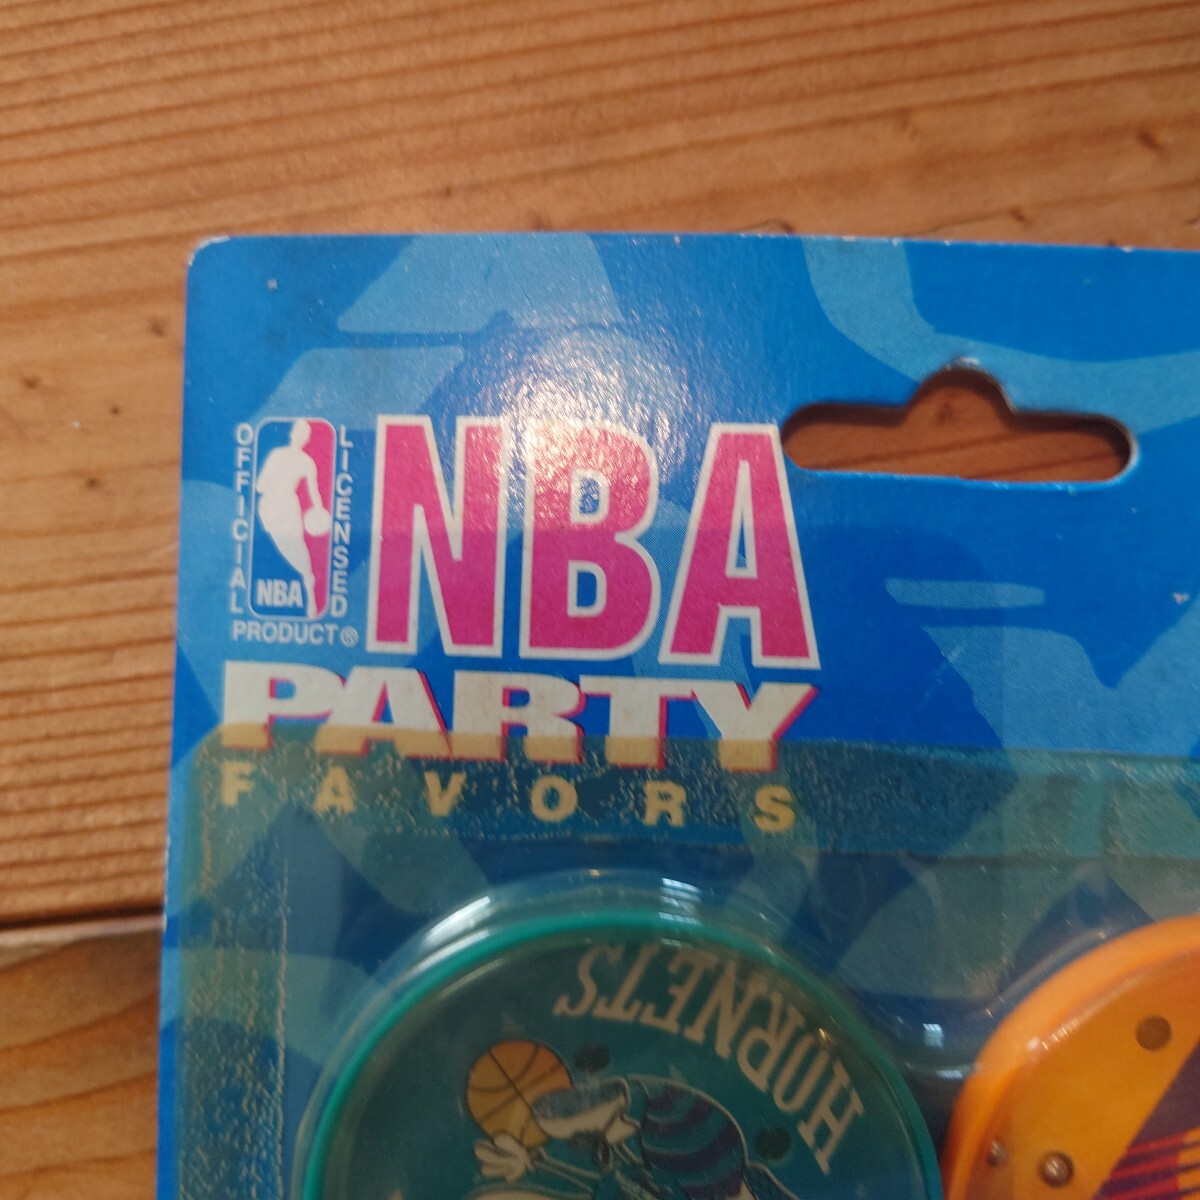 OFFICIAL
LICENSED
NBA
PRODUCT®
NBA
PARTY
FAVORS
HORNETS